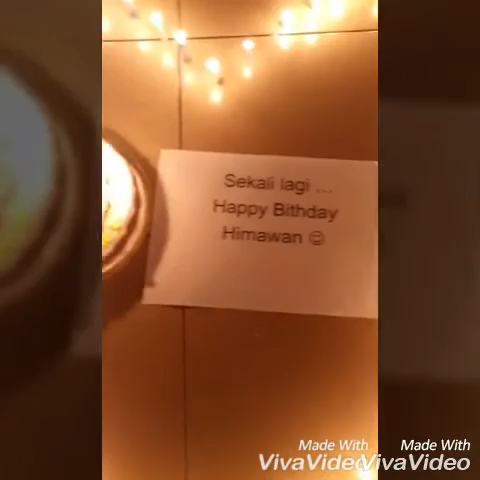 Sekali lagi ...
Happy Bithday
Himawan ☺
Made With
VivaVideo
Made With
VivaVideo